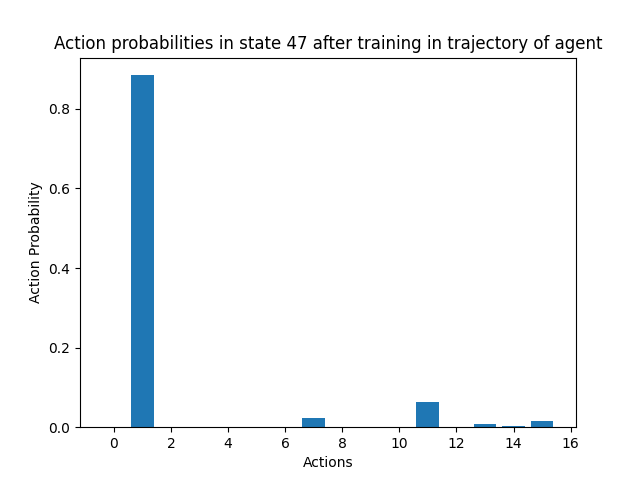 Action probabilities in state 47 after training in trajectory of agent
Action Probability
0.8
0.6
0.4
0.2
0.0
0 2 4 6 8 10 12 14 16
Actions